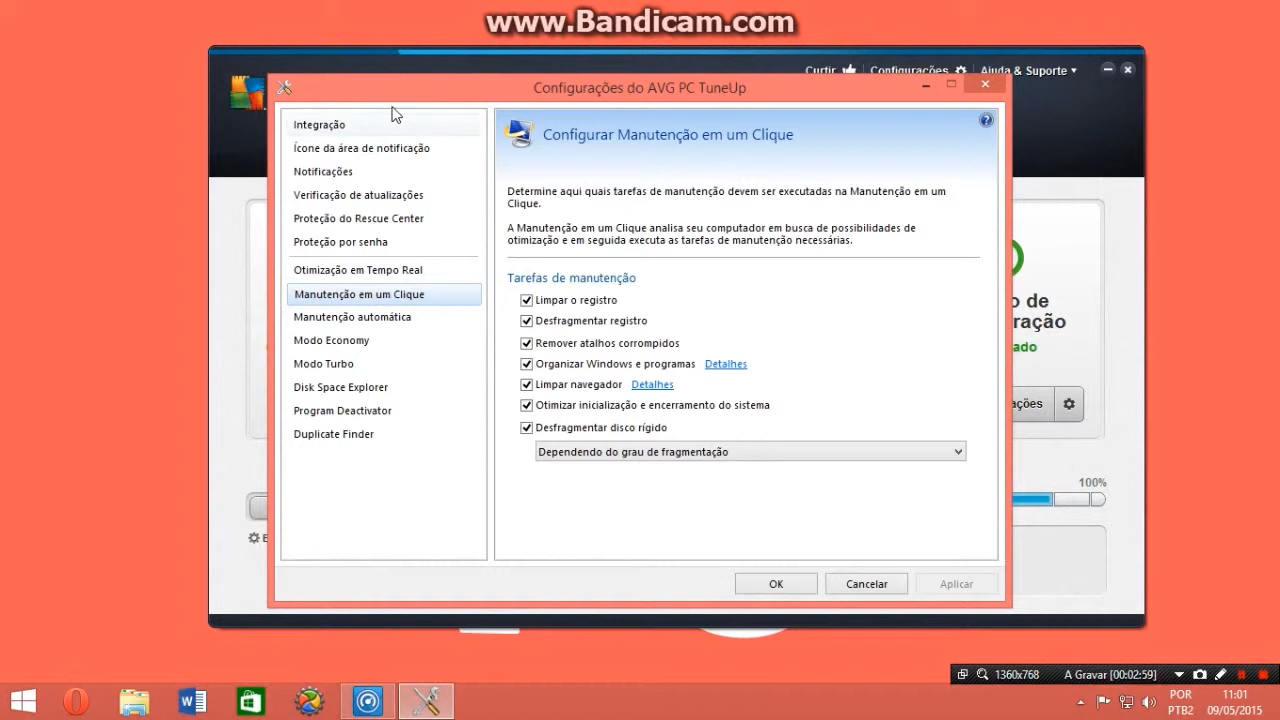 www.Bandicam.com
Curtir
Configurações
Ajuda & Suporte
Configurações do AVG PC TuneUp
Integração
Ícone da área de notificação
Notificações
Verificação de atualizações
Proteção do Rescue Center
Proteção por senha
Otimização em Tempo Real
Manutenção em um Clique
Manutenção automática
Modo Economy
Modo Turbo
Disk Space Explorer
Program Deactivator
Duplicate Finder
Configurar Manutenção em um Clique
Determine aqui quais tarefas de manutenção devem ser executadas na Manutenção em um
Clique.
A Manutenção em um Clique analisa seu computador em busca de possibilidades de
otimização e em seguida executa as tarefas de manutenção necessárias.
Tarefas de manutenção
Limpar o registro
Desfragmentar registro
Remover atalhos corrompidos
Organizar Windows e programas Detalhes
Limpar navegador Detalhes
Otimizar inicialização e encerramento do sistema
Desfragmentar disco rígido
Dependendo do grau de fragmentação
OK
Cancelar
Aplicar
o de
ração
ado
ações
100%
E
1360x768
A Gravar [00:02:59]
POR
PTB2
11:01
09/05/2015